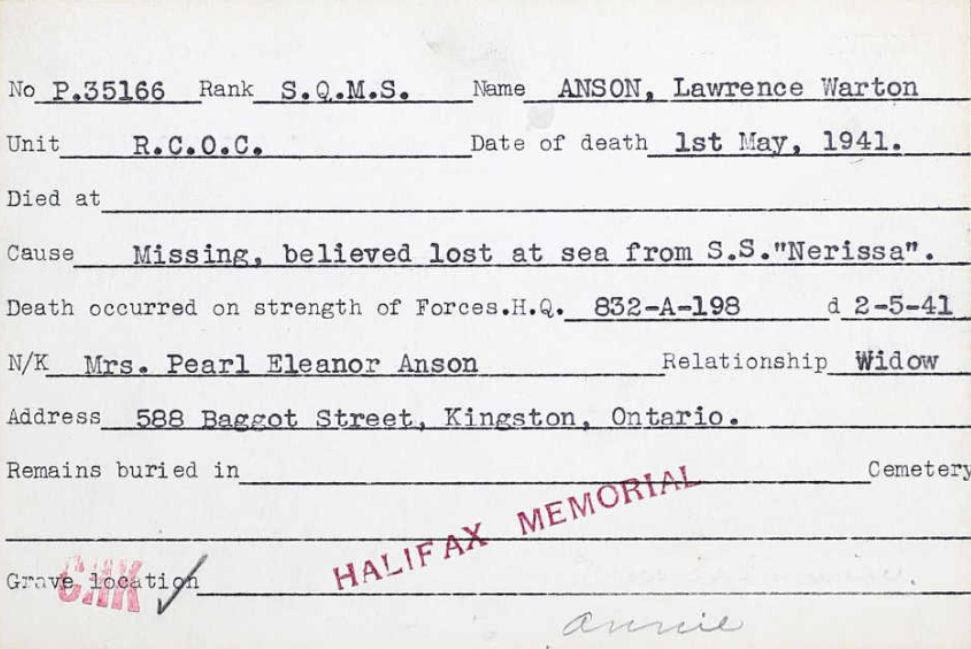 No P.35166 Rank S.Q.M.S. Name ANSON, Lawrence Warton
Unit R.C.O.C. Date of death 1st May, 1941.
Died at
Cause Missing, believed lost at sea from S.S."Nerissa".
Death occurred on strength of Forces.H.Q. 832-A-198 d 2-5-41
N/K Mrs. Pearl Eleanor Anson Relationship Widow
Address 588 Baggot Street, Kingston, Ontario.
Remains buried in Cemetery
HALIFAX MEMORIAL
Grave location
annie